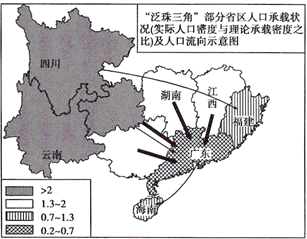 “泛珠三角”部分省区人口承载状
况(实际人口密度与理论承载密度之
比)及人口流向示意图
四川
湖南
江西
福建
云南
广东
海南
>2
1.3~2
0.7~1.3
0.2~0.7